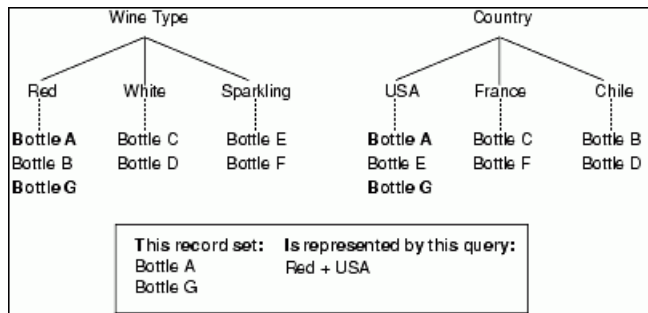 Wine Type Country
Red White Sparkling USA France Chile
Bottle A Bottle C Bottle E Bottle A Bottle C Bottle B
Bottle B Bottle D Bottle F Bottle E Bottle F Bottle D
Bottle G Bottle G
This record set: Is represented by this query:
Bottle A Red + USA
Bottle G